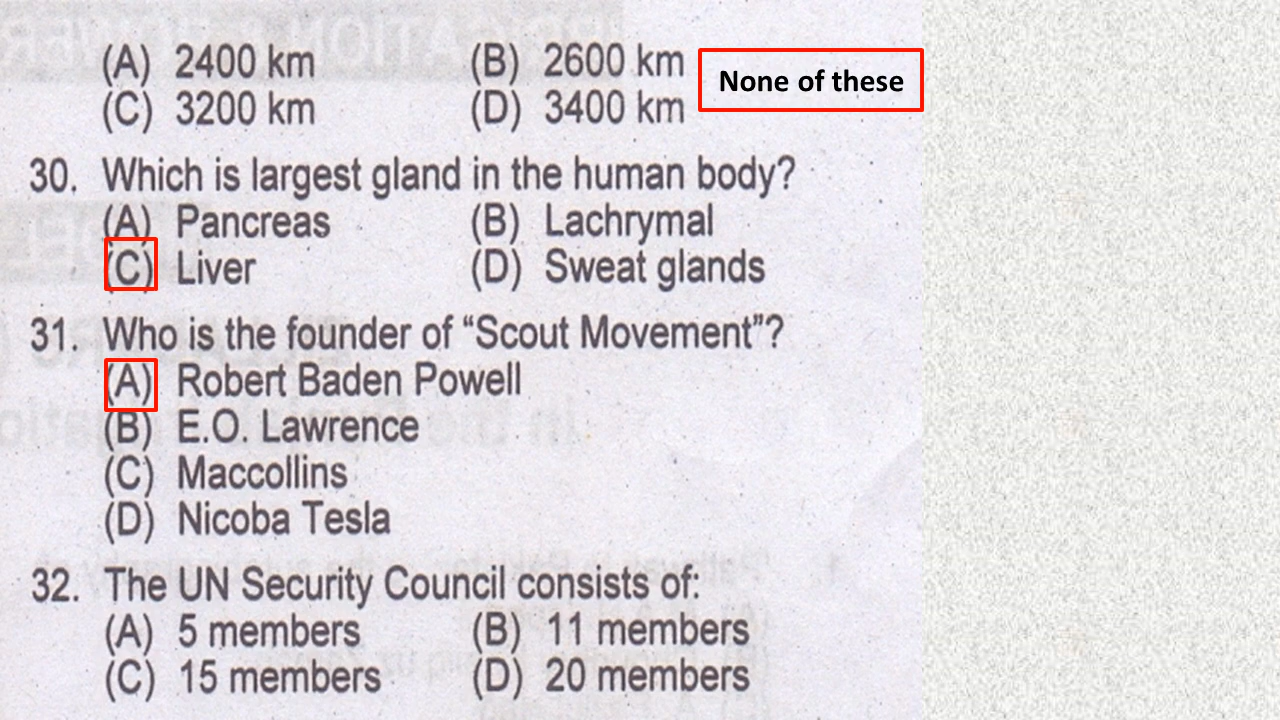 (A) 2400 km (B) 2600 km
None of these
(C) 3200 km (D) 3400 km
30. Which is largest gland in the human body?
(A) Pancreas (B) Lachrymal
(C) Liver (D) Sweat glands
31. Who is the founder of “Scout Movement”?
(A) Robert Baden Powell
(B) E.O. Lawrence
(C) Maccollins
(D) Nicoba Tesla
32. The UN Security Council consists of:
(A) 5 members (B) 11 members
(C) 15 members (D) 20 members